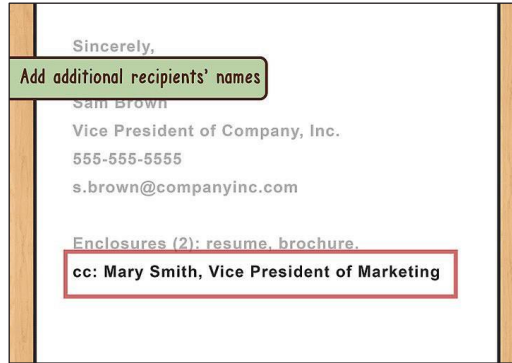 Sincerely,
Add additional recipients' names
Sam Brown
Vice President of Company, Inc.
555-555-5555
s.brown@companyinc.com
Enclosures (2): resume, brochure.
cc: Mary Smith, Vice President of Marketing